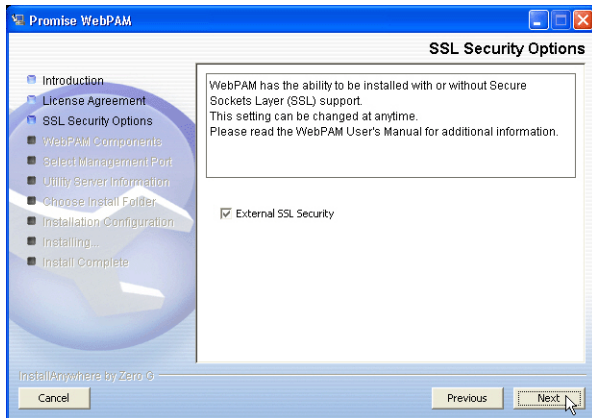 Promise WebPAM
SSL Security Options
Introduction
License Agreement
SSL Security Options
WebPAM Components
Select Management Port
Utility Server Information
Choose Install Folder
Installation Configuration
Installing...
Install Complete
WebPAM has the ability to be installed with or without Secure
Sockets Layer (SSL) support.
This setting can be changed at anytime.
Please read the WebPAM User's Manual for additional information.
External SSL Security
InstallAnywhere by Zero G
Cancel
Previous
Next